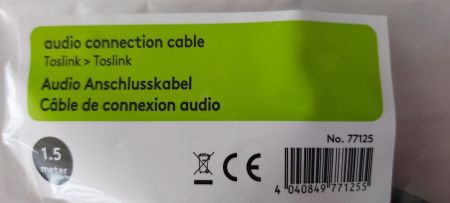 audio connection cable
Toslink > Toslink
Audio Anschlusskabel
Câble de connexion audio
1.5
meter
No. 77125
CE
4 040849 771255